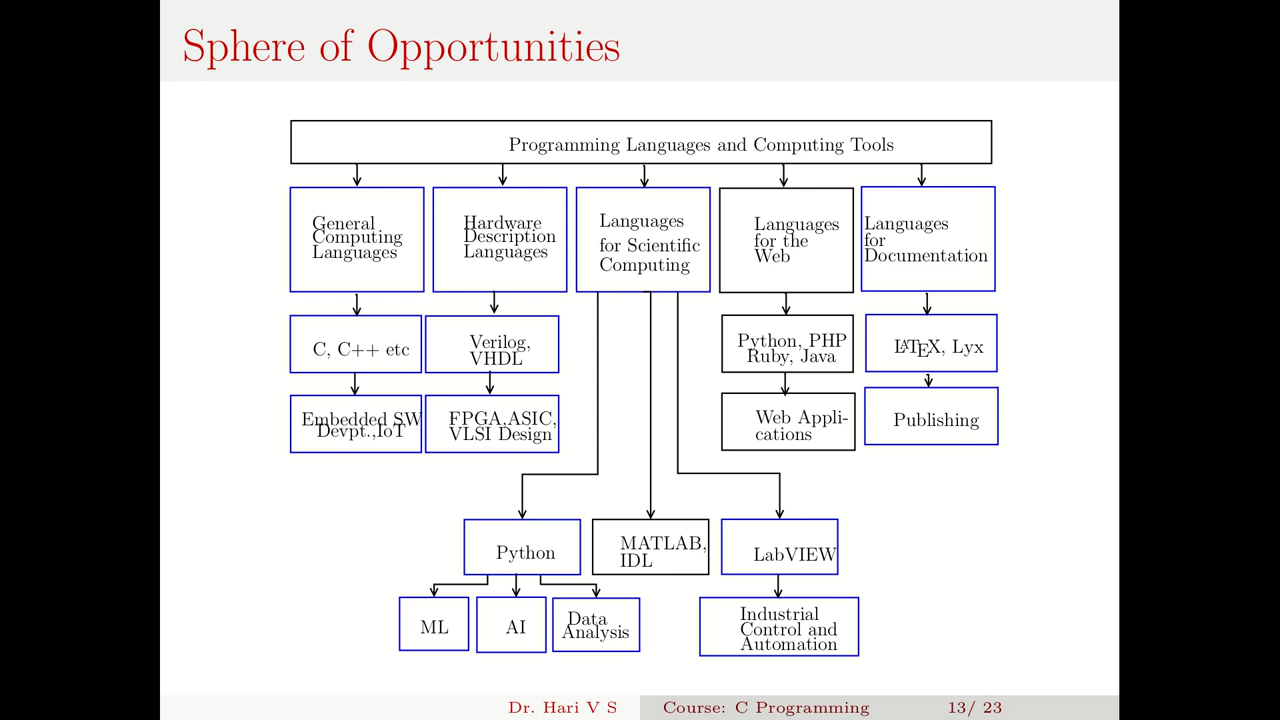 Sphere of Opportunities
Programming Languages and Computing Tools
General
Computing
Languages
Hardware
Description
Languages
Languages
for Scientific
Computing
Languages
for the
Web
Languages
for
Documentation
C, C++ etc
Verilog,
VHDL
Python, PHP
Ruby, Java
LATEX, Lyx
Embedded SW
Devpt.,IoT
FPGA,ASIC,
VLSI Design
Web Appli-
cations
Publishing
Python
MATLAB,
IDL
LabVIEW
ML
AI
Data
Analysis
Industrial
Control and
Automation
Dr. Hari V S
Course: C Programming
13/ 23